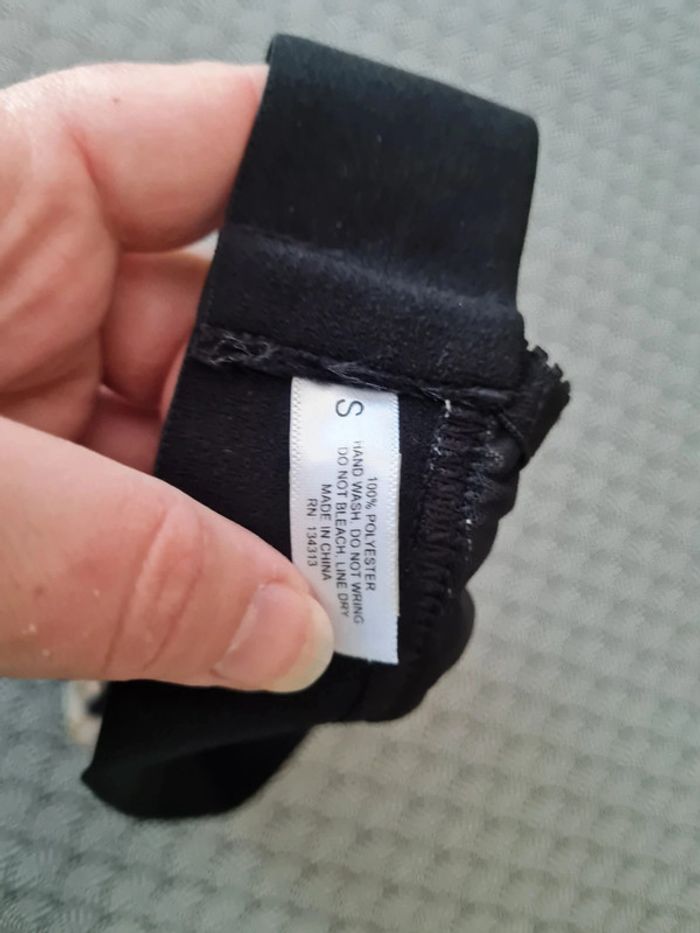 S
100% POLYESTER
HAND WASH. DO NOT WRING
DO NOT BLEACH. LINE DRY
MADE IN CHINA
RN 134313